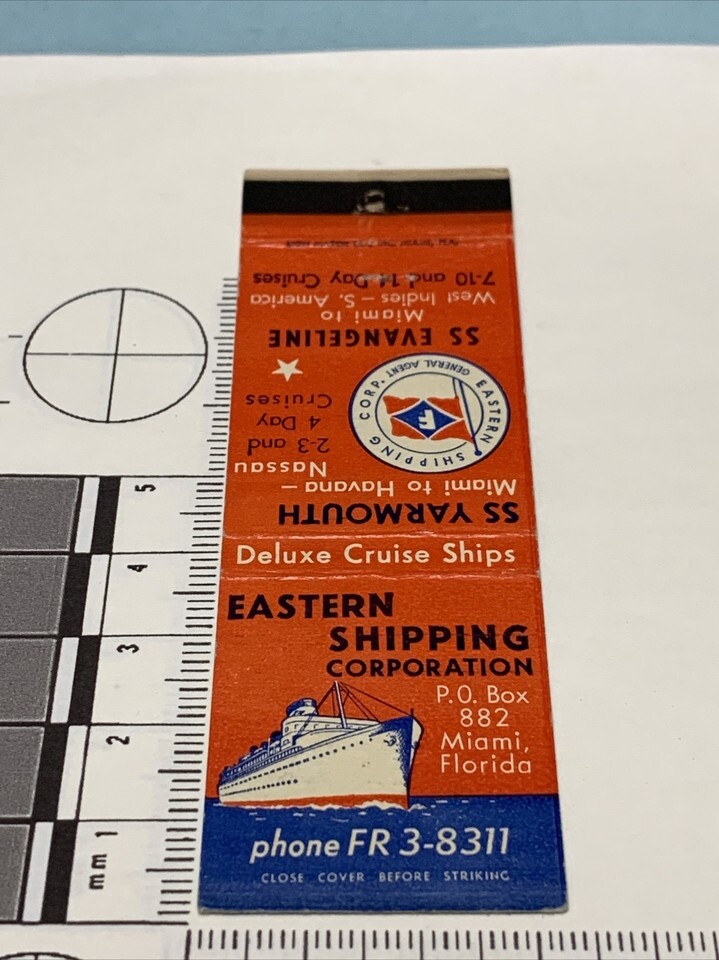 SS YARMOUTH
Miami to Havana –
Nassau
2-3 and
4 Day
Cruises
EASTERN SHIPPING CORP.
GENERAL AGENT
SS EVANGELINE
Miami to
West Indies – S. America
7-10 and 14 Day Cruises
Deluxe Cruise Ships
EASTERN
SHIPPING
CORPORATION
P.O. Box
882
Miami,
Florida
phone FR 3-8311
CLOSE COVER BEFORE STRIKING
5
4
3
2
1
mm